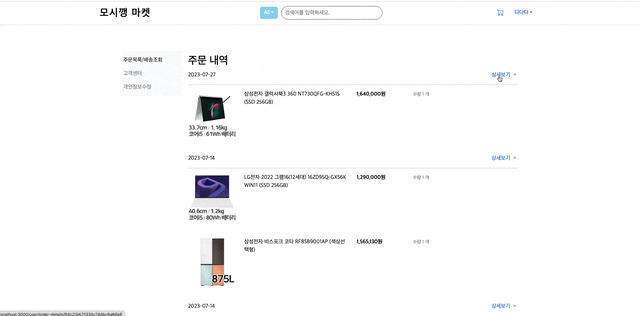 모시깽 마켓
All
검색어를 입력하세요.
다다다
주문목록/배송조회
고객센터
개인정보수정
주문 내역
2023-07-27
상세보기 >
삼성전자 갤럭시북3 360 NT730QFG-KH51S
(SSD 256GB)
1,640,000원
수량 1 개
33.7cm : 1.16kg
코어i5 : 61Wh 배터리
2023-07-14
상세보기 >
LG전자 2022 그램16(12세대) 16ZD95Q-GX56K
WIN11 (SSD 256GB)
1,290,000원
수량 1 개
40.6cm : 1.2kg
코어i5 : 80Wh 배터리
삼성전자 비스포크 코타 RF85B9001AP (색상선
택형)
1,565,130원
수량 1 개
875L
2023-07-14
상세보기 >